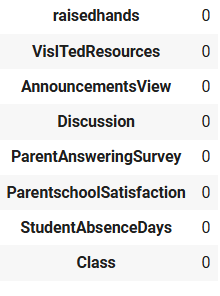 raisedhands 0
VisITedResources 0
AnnouncementsView 0
Discussion 0
ParentAnsweringSurvey 0
ParentschoolSatisfaction 0
StudentAbsenceDays 0
Class 0